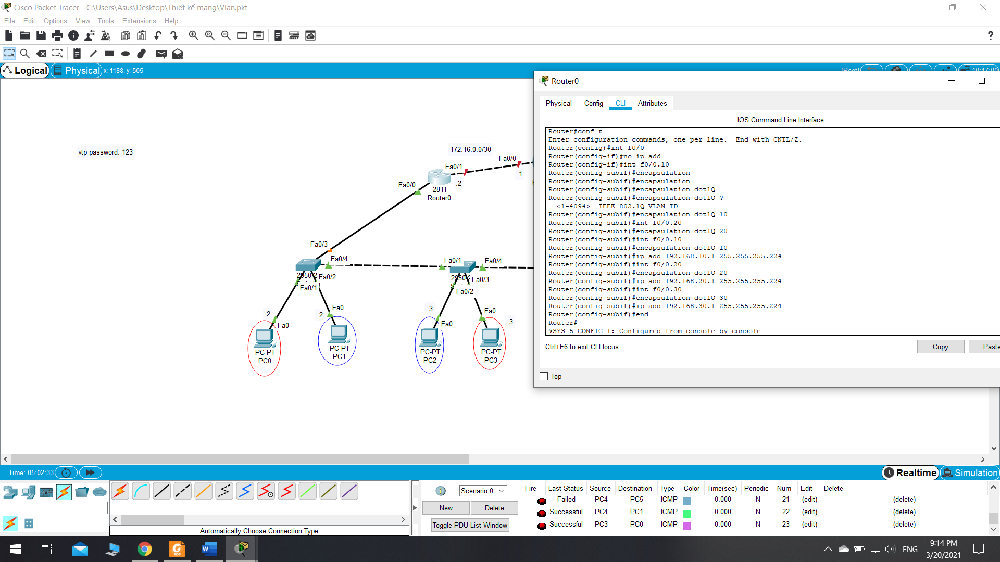 Cisco Packet Tracer - C:\Users\Asus\Desktop\Thiết kế mạng\Vlan.pkt
File Edit Options View Tools Extensions Help
?
Logical Physical x: 1188, y: 505
[Root] 10:47:00
vtp password: 123
172.16.0.0/30
Fa0/0
Fa0/1
.1
.2
Fa0/0
2811
Router0
Fa0/3
Fa0/4
Fa0/1
Fa0/4
Fa0/2
Fa0/1
Fa0/3
Fa0/2
.2
Fa0
.2
Fa0
.3
Fa0
Fa0
.3
PC-PT
PC0
PC-PT
PC1
PC-PT
PC2
PC-PT
PC3
Router0
Physical Config CLI Attributes
IOS Command Line Interface
Router#conf t
Enter configuration commands, one per line.  End with CNTL/Z.
Router(config)#int f0/0
Router(config-if)#no ip add
Router(config-if)#int f0/0.10
Router(config-subif)#encapsulation
Router(config-subif)#encapsulation
Router(config-subif)#encapsulation dot1Q
Router(config-subif)#encapsulation dot1Q ?
<1-4094>  IEEE 802.1Q VLAN ID
Router(config-subif)#encapsulation dot1Q 10
Router(config-subif)#int f0/0.20
Router(config-subif)#encapsulation dot1Q 20
Router(config-subif)#int f0/0.10
Router(config-subif)#encapsulation dot1Q 10
Router(config-subif)#ip add 192.168.10.1 255.255.255.224
Router(config-subif)#int f0/0.20
Router(config-subif)#encapsulation dot1Q 20
Router(config-subif)#ip add 192.168.20.1 255.255.255.224
Router(config-subif)#int f0/0.30
Router(config-subif)#encapsulation dot1Q 30
Router(config-subif)#ip add 192.168.30.1 255.255.255.224
Router(config-subif)#end
Router#
%SYS-5-CONFIG_I: Configured from console by console
Ctrl+F6 to exit CLI focus
Copy Paste
Top
Time: 05:02:33
Realtime Simulation
Automatically Choose Connection Type
Scenario 0
New Delete
Toggle PDU List Window
Fire Last Status Source Destination Type Color Time(sec) Periodic Num Edit Delete
Failed PC4 PC5 ICMP 0.000 N 21 (edit) (delete)
Successful PC4 PC1 ICMP 0.000 N 22 (edit) (delete)
Successful PC3 PC0 ICMP 0.000 N 23 (edit) (delete)
ENG
9:14 PM
3/20/2021